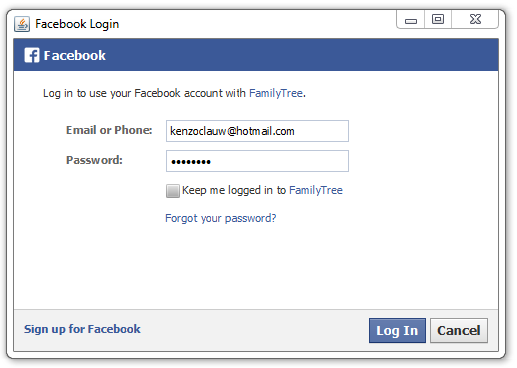 Facebook Login
Facebook
Log in to use your Facebook account with FamilyTree.
Email or Phone: kenzoclauw@hotmail.com
Password: ••••••••
Keep me logged in to FamilyTree
Forgot your password?
Sign up for Facebook Log In Cancel